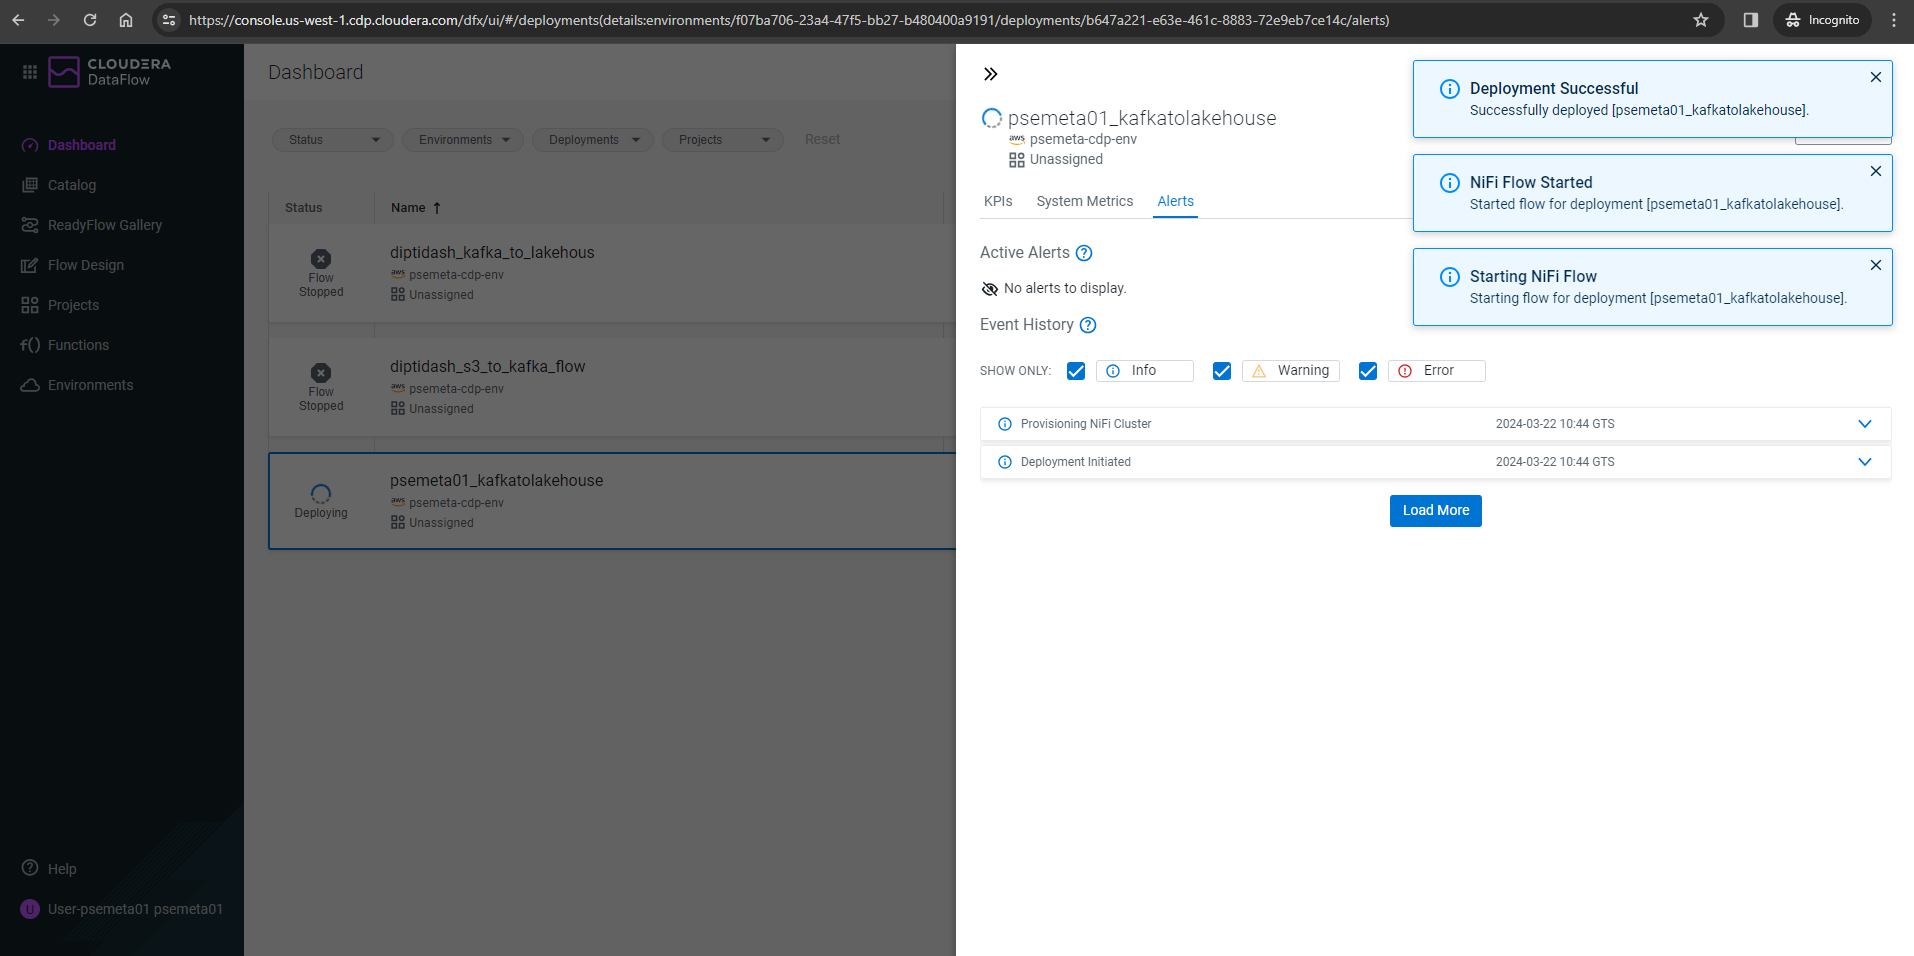 https://console.us-west-1.cdp.cloudera.com/dfx/ui/#/deployments(details:environments/f07ba706-23a4-47f5-bb27-b480400a9191/deployments/b647a221-e63e-461c-8883-72e9eb7ce14c/alerts)
Incognito
CLOUDERA
DataFlow
Dashboard
Catalog
ReadyFlow Gallery
Flow Design
Projects
Functions
Environments
Help
U
User-psemeta01 psemeta01
Dashboard
Status
Environments
Deployments
Projects
Reset
Status
Name
Flow
Stopped
diptidash_kafka_to_lakehous
aws psemeta-cdp-env
Unassigned
Flow
Stopped
diptidash_s3_to_kafka_flow
aws psemeta-cdp-env
Unassigned
Deploying
psemeta01_kafkatolakehouse
aws psemeta-cdp-env
Unassigned
psemeta01_kafkatolakehouse
aws psemeta-cdp-env
Unassigned
KPIs
System Metrics
Alerts
Active Alerts
No alerts to display.
Event History
SHOW ONLY:
Info
Warning
Error
Provisioning NiFi Cluster 2024-03-22 10:44 GTS
Deployment Initiated 2024-03-22 10:44 GTS
Load More
Deployment Successful
Successfully deployed [psemeta01_kafkatolakehouse].
NiFi Flow Started
Started flow for deployment [psemeta01_kafkatolakehouse].
Starting NiFi Flow
Starting flow for deployment [psemeta01_kafkatolakehouse].